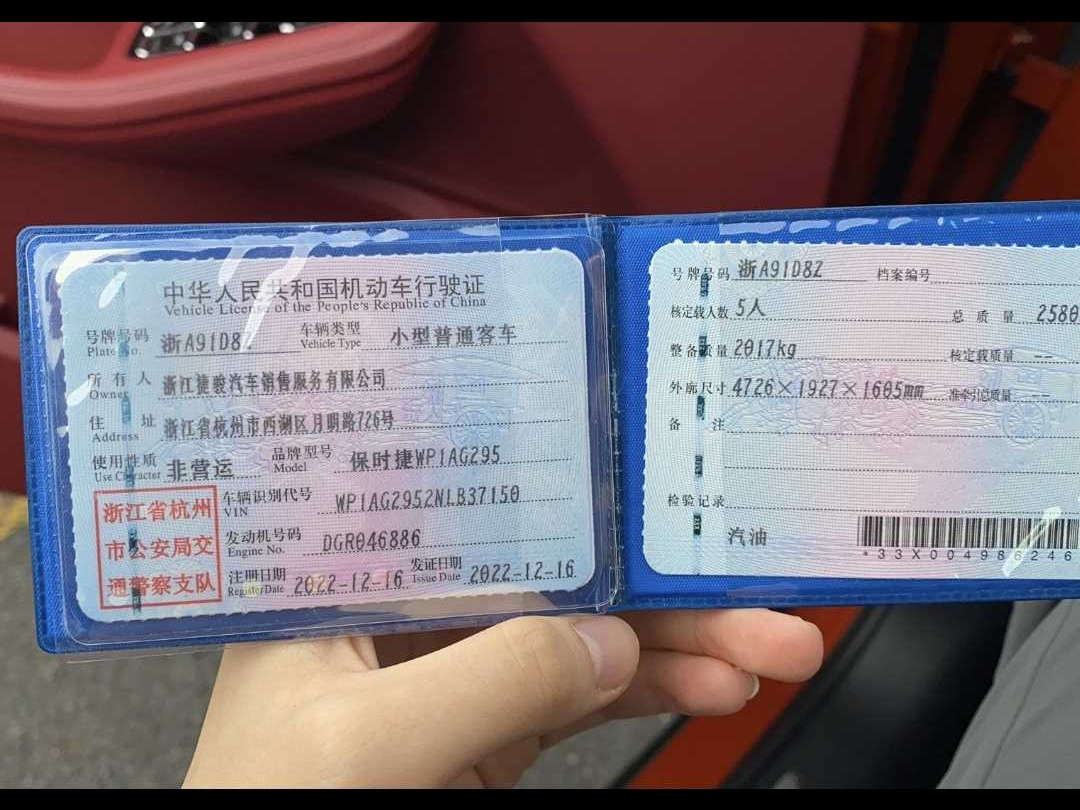 中华人民共和国机动车行驶证
Vehicle License of the People's Republic of China
号牌号码 浙A91D8Z 车辆类型 小型普通客车
Plate No. Vehicle Type
所有人 浙江捷骏汽车销售服务有限公司
Owner
住址 浙江省杭州市西湖区月明路726号
Address
使用性质 非营运 品牌型号 保时捷WP1AG295
Use Character Model
浙江省杭州
市公安局交
通警察支队
车辆识别代号 WP1AG2952NLB37150
VIN
发动机号码 DGR046886
Engine No.
注册日期 2022-12-16 发证日期 2022-12-16
Register Date Issue Date
号牌号码 浙A91D8Z 档案编号
核定载人数 5人 总质量 2580
整备质量 2017kg 核定载质量 --
外廓尺寸 4726×1927×1605mm 准牵引总质量 --
备注
检验记录
汽油
*33X004986246